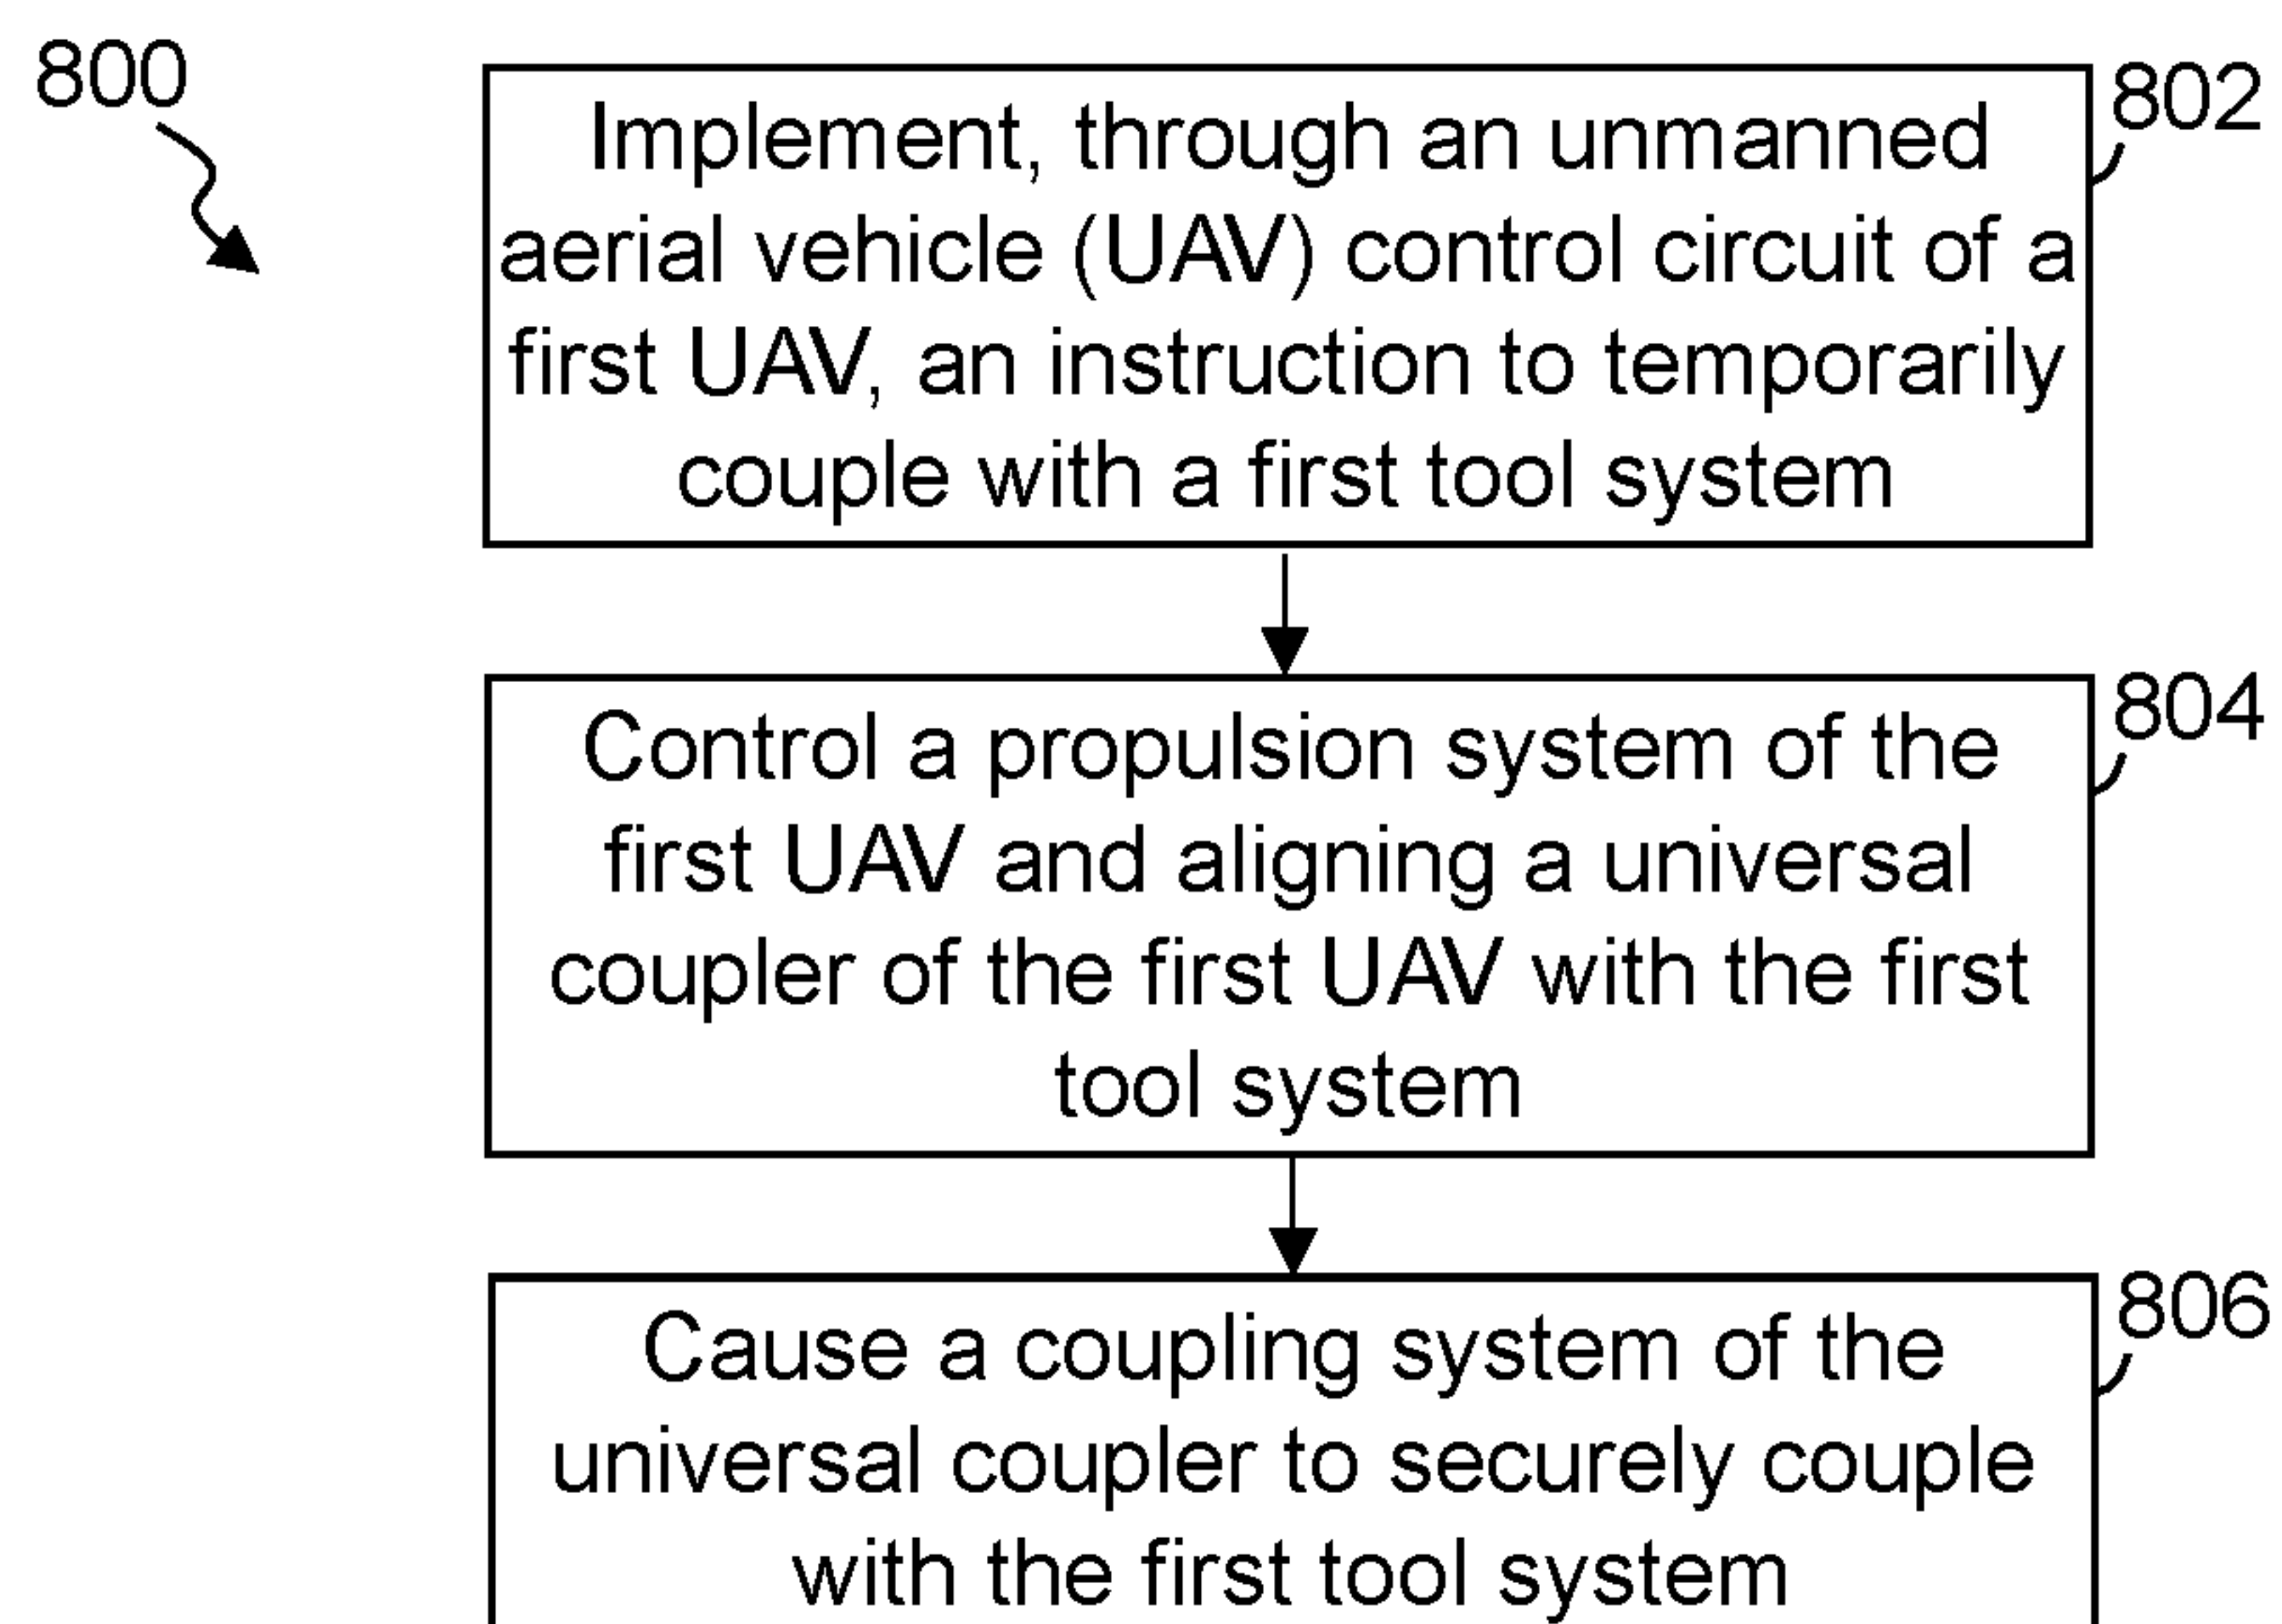 800
802
Implement, through an unmanned
aerial vehicle (UAV) control circuit of a
first UAV, an instruction to temporarily
couple with a first tool system
804
Control a propulsion system of the
first UAV and aligning a universal
coupler of the first UAV with the first
tool system
806
Cause a coupling system of the
universal coupler to securely couple
with the first tool system